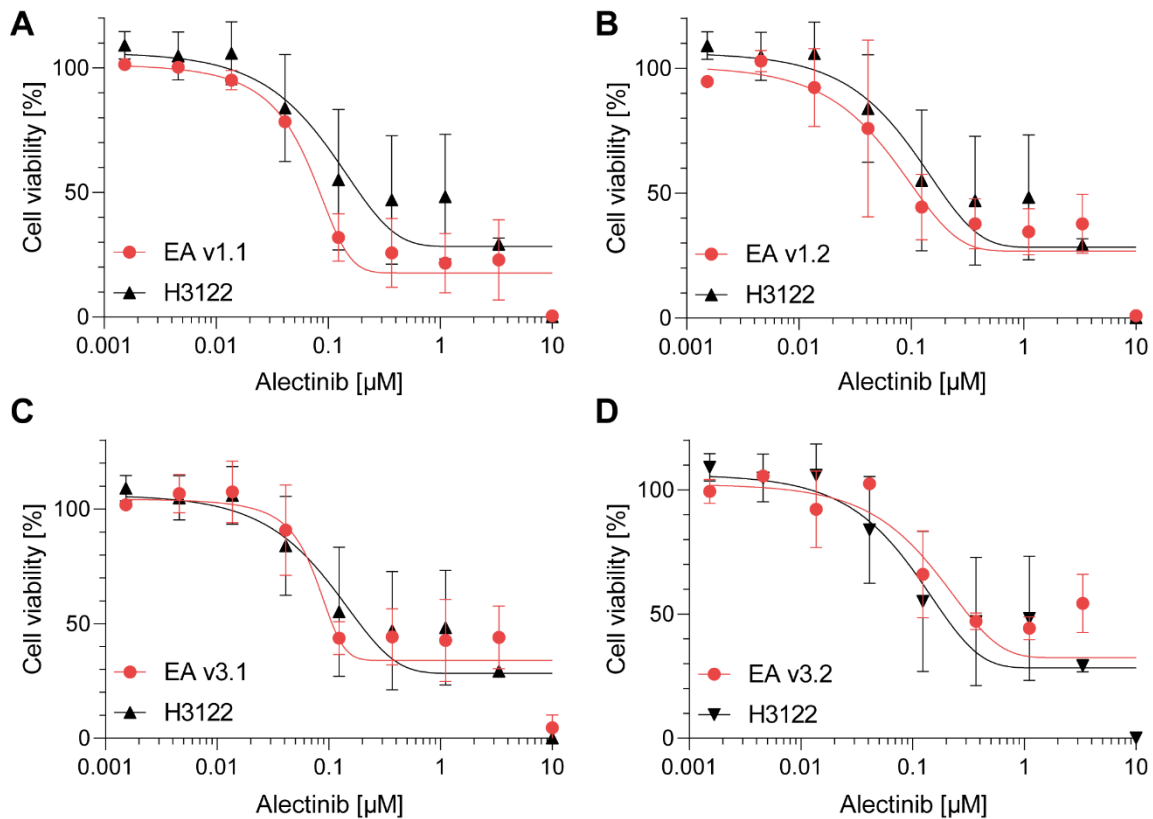 A
Cell viability [%]
100
50
0
EA v1.1
H3122
0.001
0.01
0.1
1
10
Alectinib [µM]
B
Cell viability [%]
100
50
0
EA v1.2
H3122
0.001
0.01
0.1
1
10
Alectinib [µM]
C
Cell viability [%]
100
50
0
EA v3.1
H3122
0.001
0.01
0.1
1
10
Alectinib [µM]
D
Cell viability [%]
100
50
0
EA v3.2
H3122
0.001
0.01
0.1
1
10
Alectinib [µM]